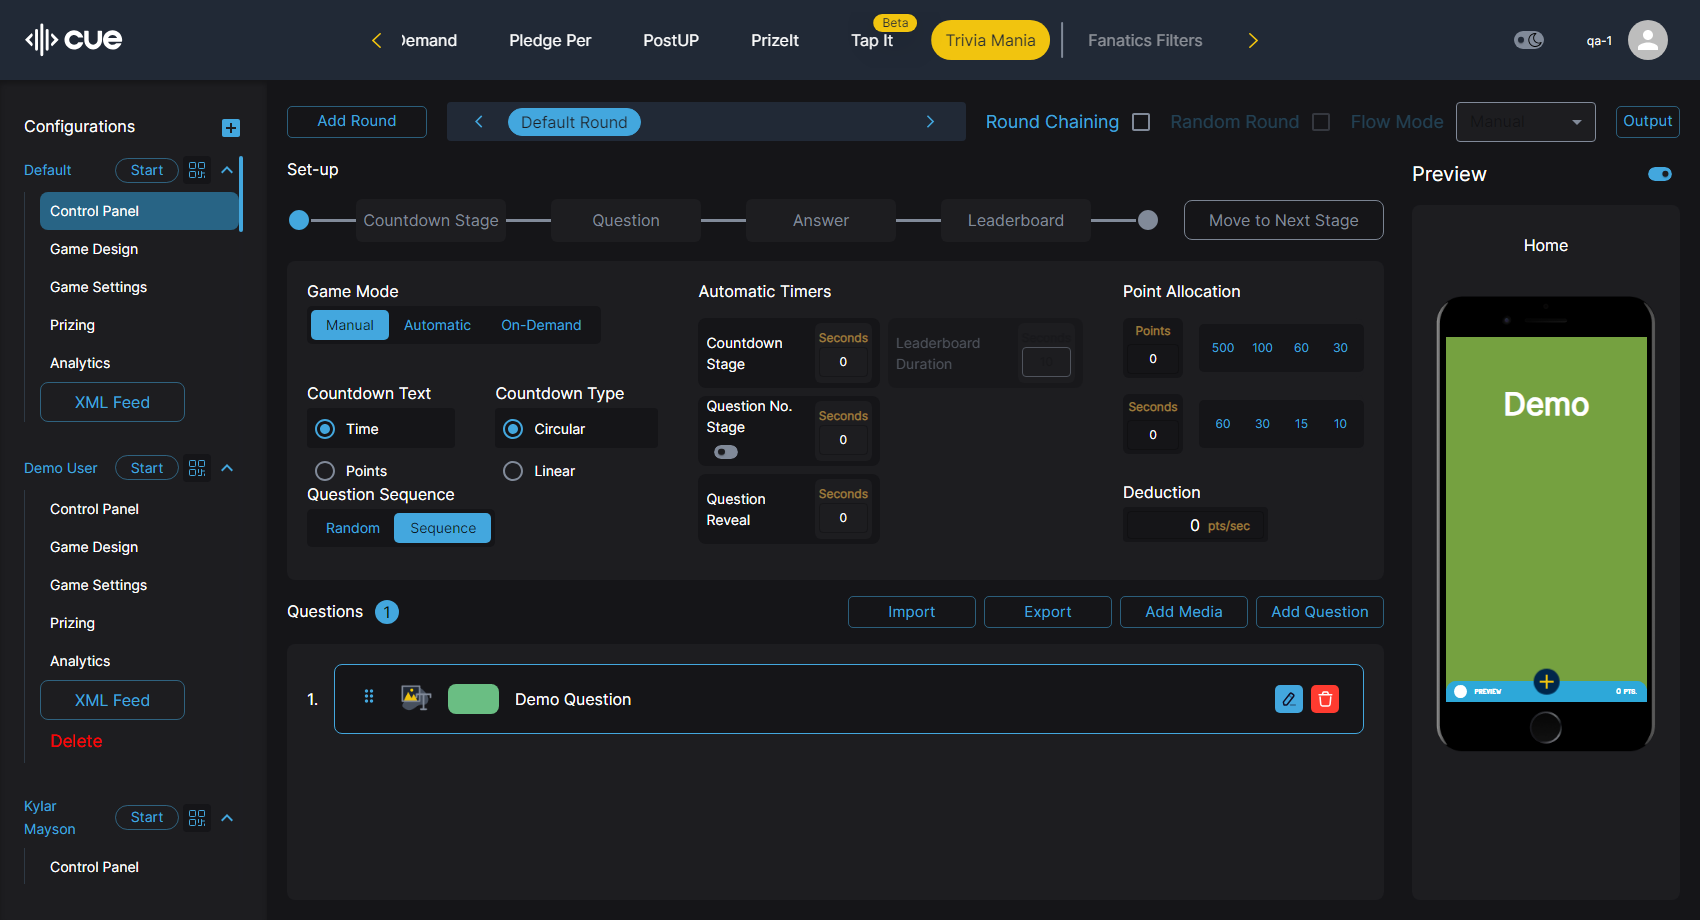 cue
Demand
Pledge Per
PostUP
PrizeIt
Tap It
Beta
Trivia Mania
Fanatics Filters
qa-1
Configurations
Default
Start
Control Panel
Game Design
Game Settings
Prizing
Analytics
XML Feed
Demo User
Start
Control Panel
Game Design
Game Settings
Prizing
Analytics
XML Feed
Delete
Kylar
Mayson
Start
Control Panel
Add Round
Default Round
Round Chaining
Random Round
Flow Mode
Manual
Output
Set-up
Countdown Stage
Question
Answer
Leaderboard
Move to Next Stage
Game Mode
Manual
Automatic
On-Demand
Countdown Text
Time
Points
Countdown Type
Circular
Linear
Question Sequence
Random
Sequence
Automatic Timers
Countdown
Stage
Seconds
0
Leaderboard
Duration
Question No.
Stage
Seconds
0
Question
Reveal
Seconds
0
Point Allocation
Points
0
500 100 60 30
Seconds
0
60 30 15 10
Deduction
0 pts/sec
Questions 1
Import
Export
Add Media
Add Question
1.
Demo Question
Preview
Home
Demo
PREVIEW
0 PTS.